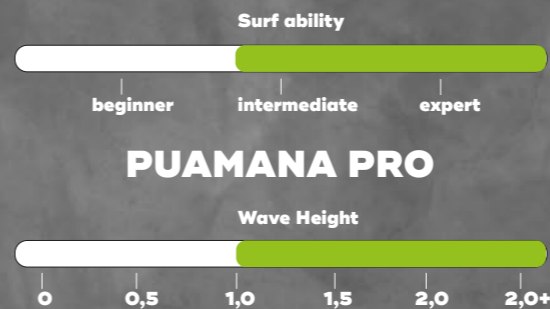 Surf ability
beginner intermediate expert
PUAMANA PRO
Wave Height
0 0,5 1,0 1,5 2,0 2,0+